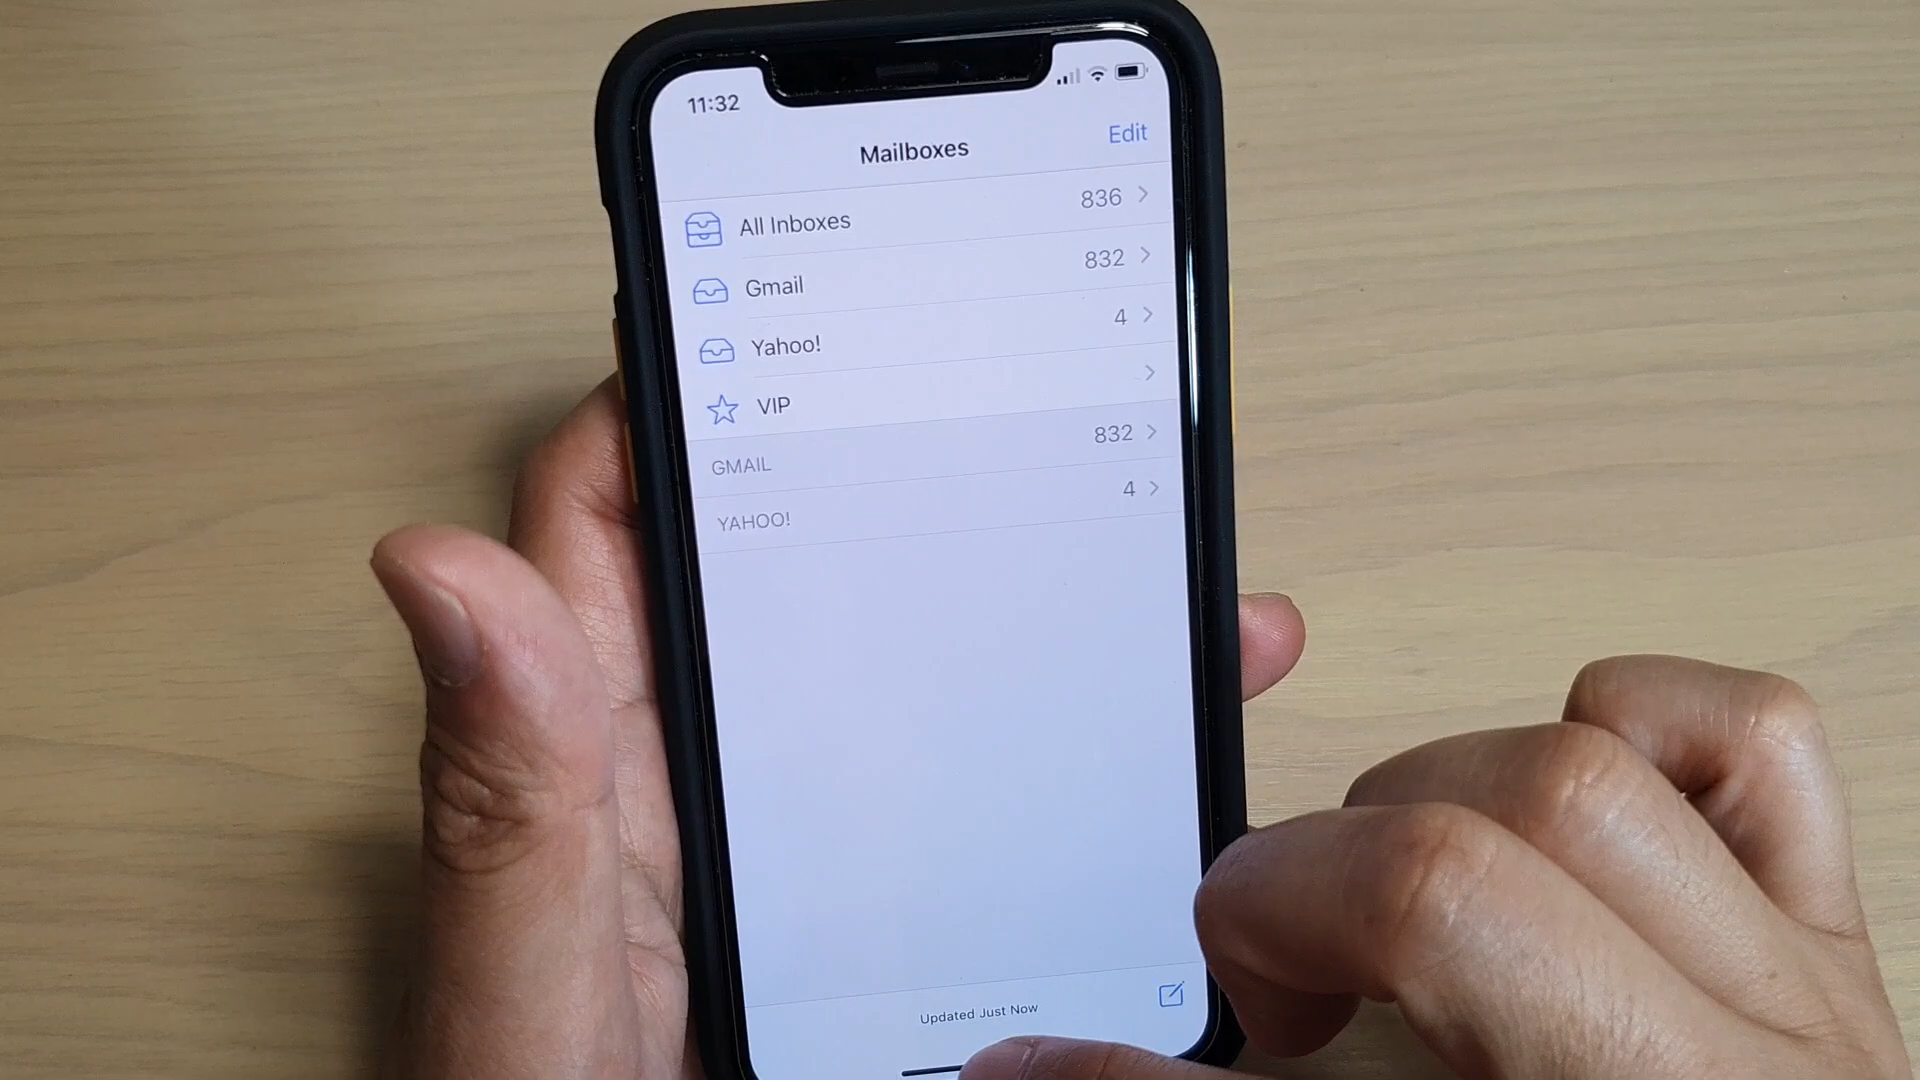 11:32
Mailboxes
Edit
All Inboxes 836
Gmail 832
Yahoo! 4
VIP
GMAIL 832
YAHOO! 4
Updated Just Now